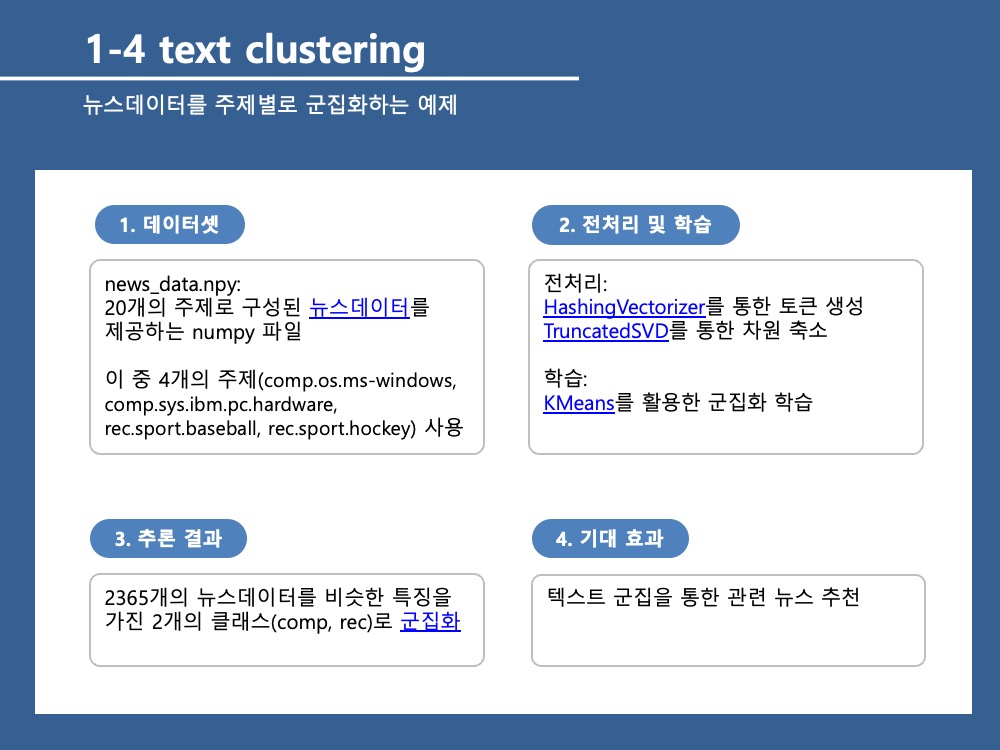 1-4 text clustering
뉴스데이터를 주제별로 군집화하는 예제
1. 데이터셋
news_data.npy:
20개의 주제로 구성된 뉴스데이터를
제공하는 numpy 파일
이 중 4개의 주제(comp.os.ms-windows,
comp.sys.ibm.pc.hardware,
rec.sport.baseball, rec.sport.hockey) 사용
2. 전처리 및 학습
전처리:
HashingVectorizer를 통한 토큰 생성
TruncatedSVD를 통한 차원 축소
학습:
KMeans를 활용한 군집화 학습
3. 추론 결과
2365개의 뉴스데이터를 비슷한 특징을
가진 2개의 클래스(comp, rec)로 군집화
4. 기대 효과
텍스트 군집을 통한 관련 뉴스 추천